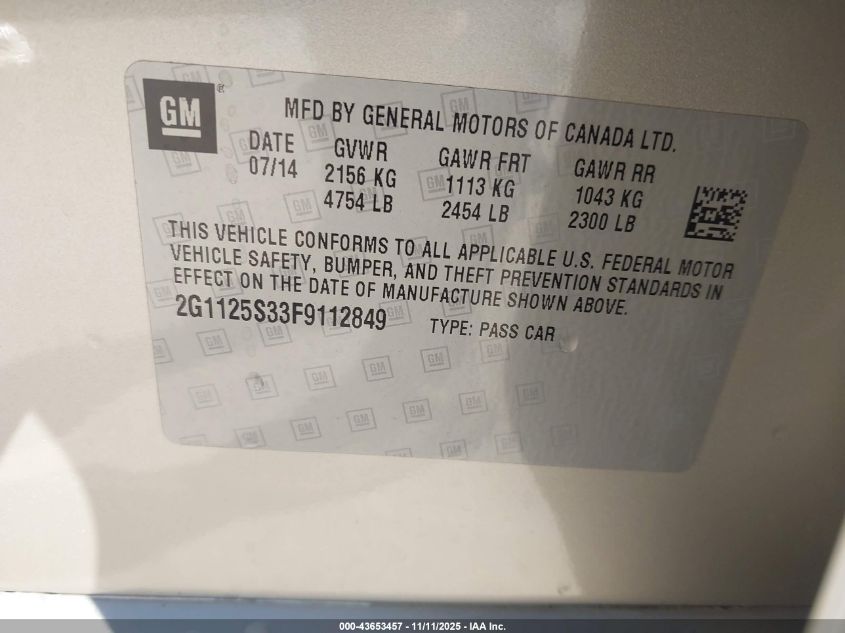 GM ®
MFD BY GENERAL MOTORS OF CANADA LTD.
DATE GVWR GAWR FRT GAWR RR
07/14 2156 KG 1113 KG 1043 KG
4754 LB 2454 LB 2300 LB
THIS VEHICLE CONFORMS TO ALL APPLICABLE U.S. FEDERAL MOTOR
VEHICLE SAFETY, BUMPER, AND THEFT PREVENTION STANDARDS IN
EFFECT ON THE DATE OF MANUFACTURE SHOWN ABOVE.
2G1125S33F9112849 TYPE: PASS CAR
000-43653457 - 11/11/2025 - IAA Inc.